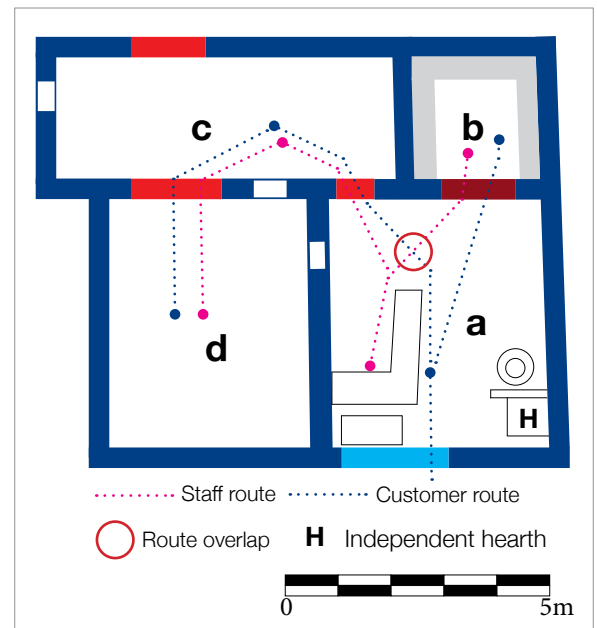 c
b
a
d
H
Staff route
Customer route
Route overlap
H Independent hearth
0
5m